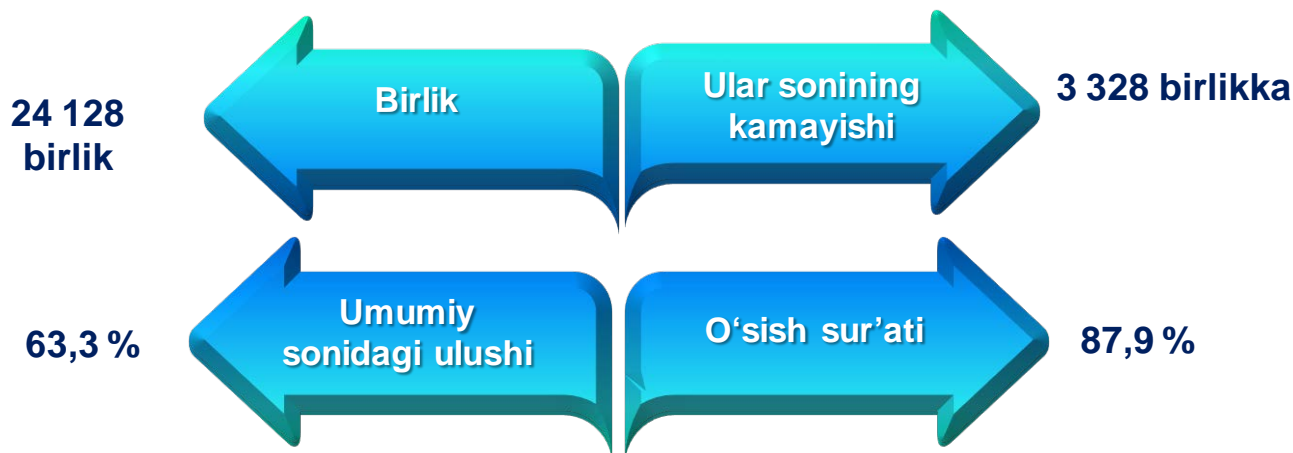 24 128
birlik
Birlik
Ular sonining
kamayishi
3 328 birlikka
63,3 %
Umumiy
sonidagi ulushi
O‘sish sur’ati
87,9 %